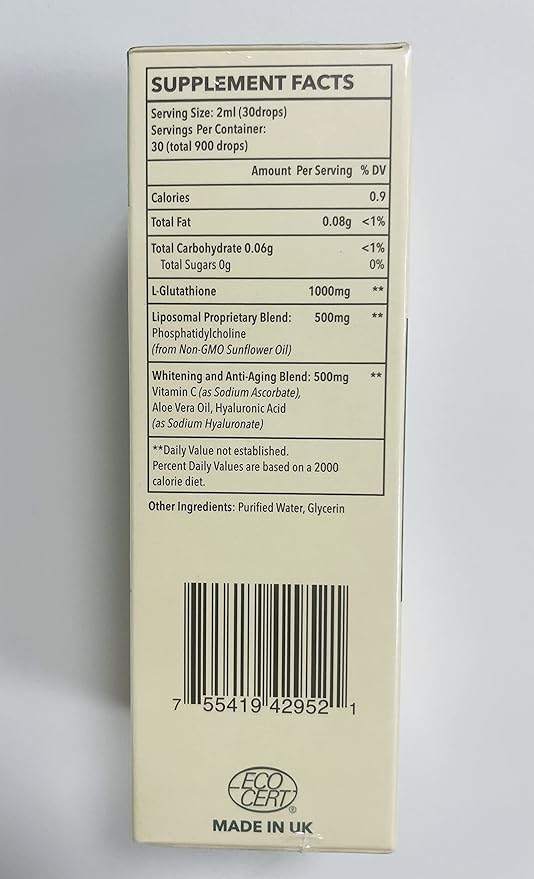 SUPPLEMENT FACTS
Serving Size: 2ml (30drops)
Servings Per Container:
30 (total 900 drops)
Amount Per Serving % DV
Calories 0.9
Total Fat 0.08g <1%
Total Carbohydrate 0.06g <1%
Total Sugars 0g 0%
L-Glutathione 1000mg **
Liposomal Proprietary Blend: 500mg **
Phosphatidylcholine
(from Non-GMO Sunflower Oil)
Whitening and Anti-Aging Blend: 500mg **
Vitamin C (as Sodium Ascorbate),
Aloe Vera Oil, Hyaluronic Acid
(as Sodium Hyaluronate)
**Daily Value not established.
Percent Daily Values are based on a 2000
calorie diet.
Other Ingredients: Purified Water, Glycerin
7 55419 42952 1
ECO
CERT
®
MADE IN UK